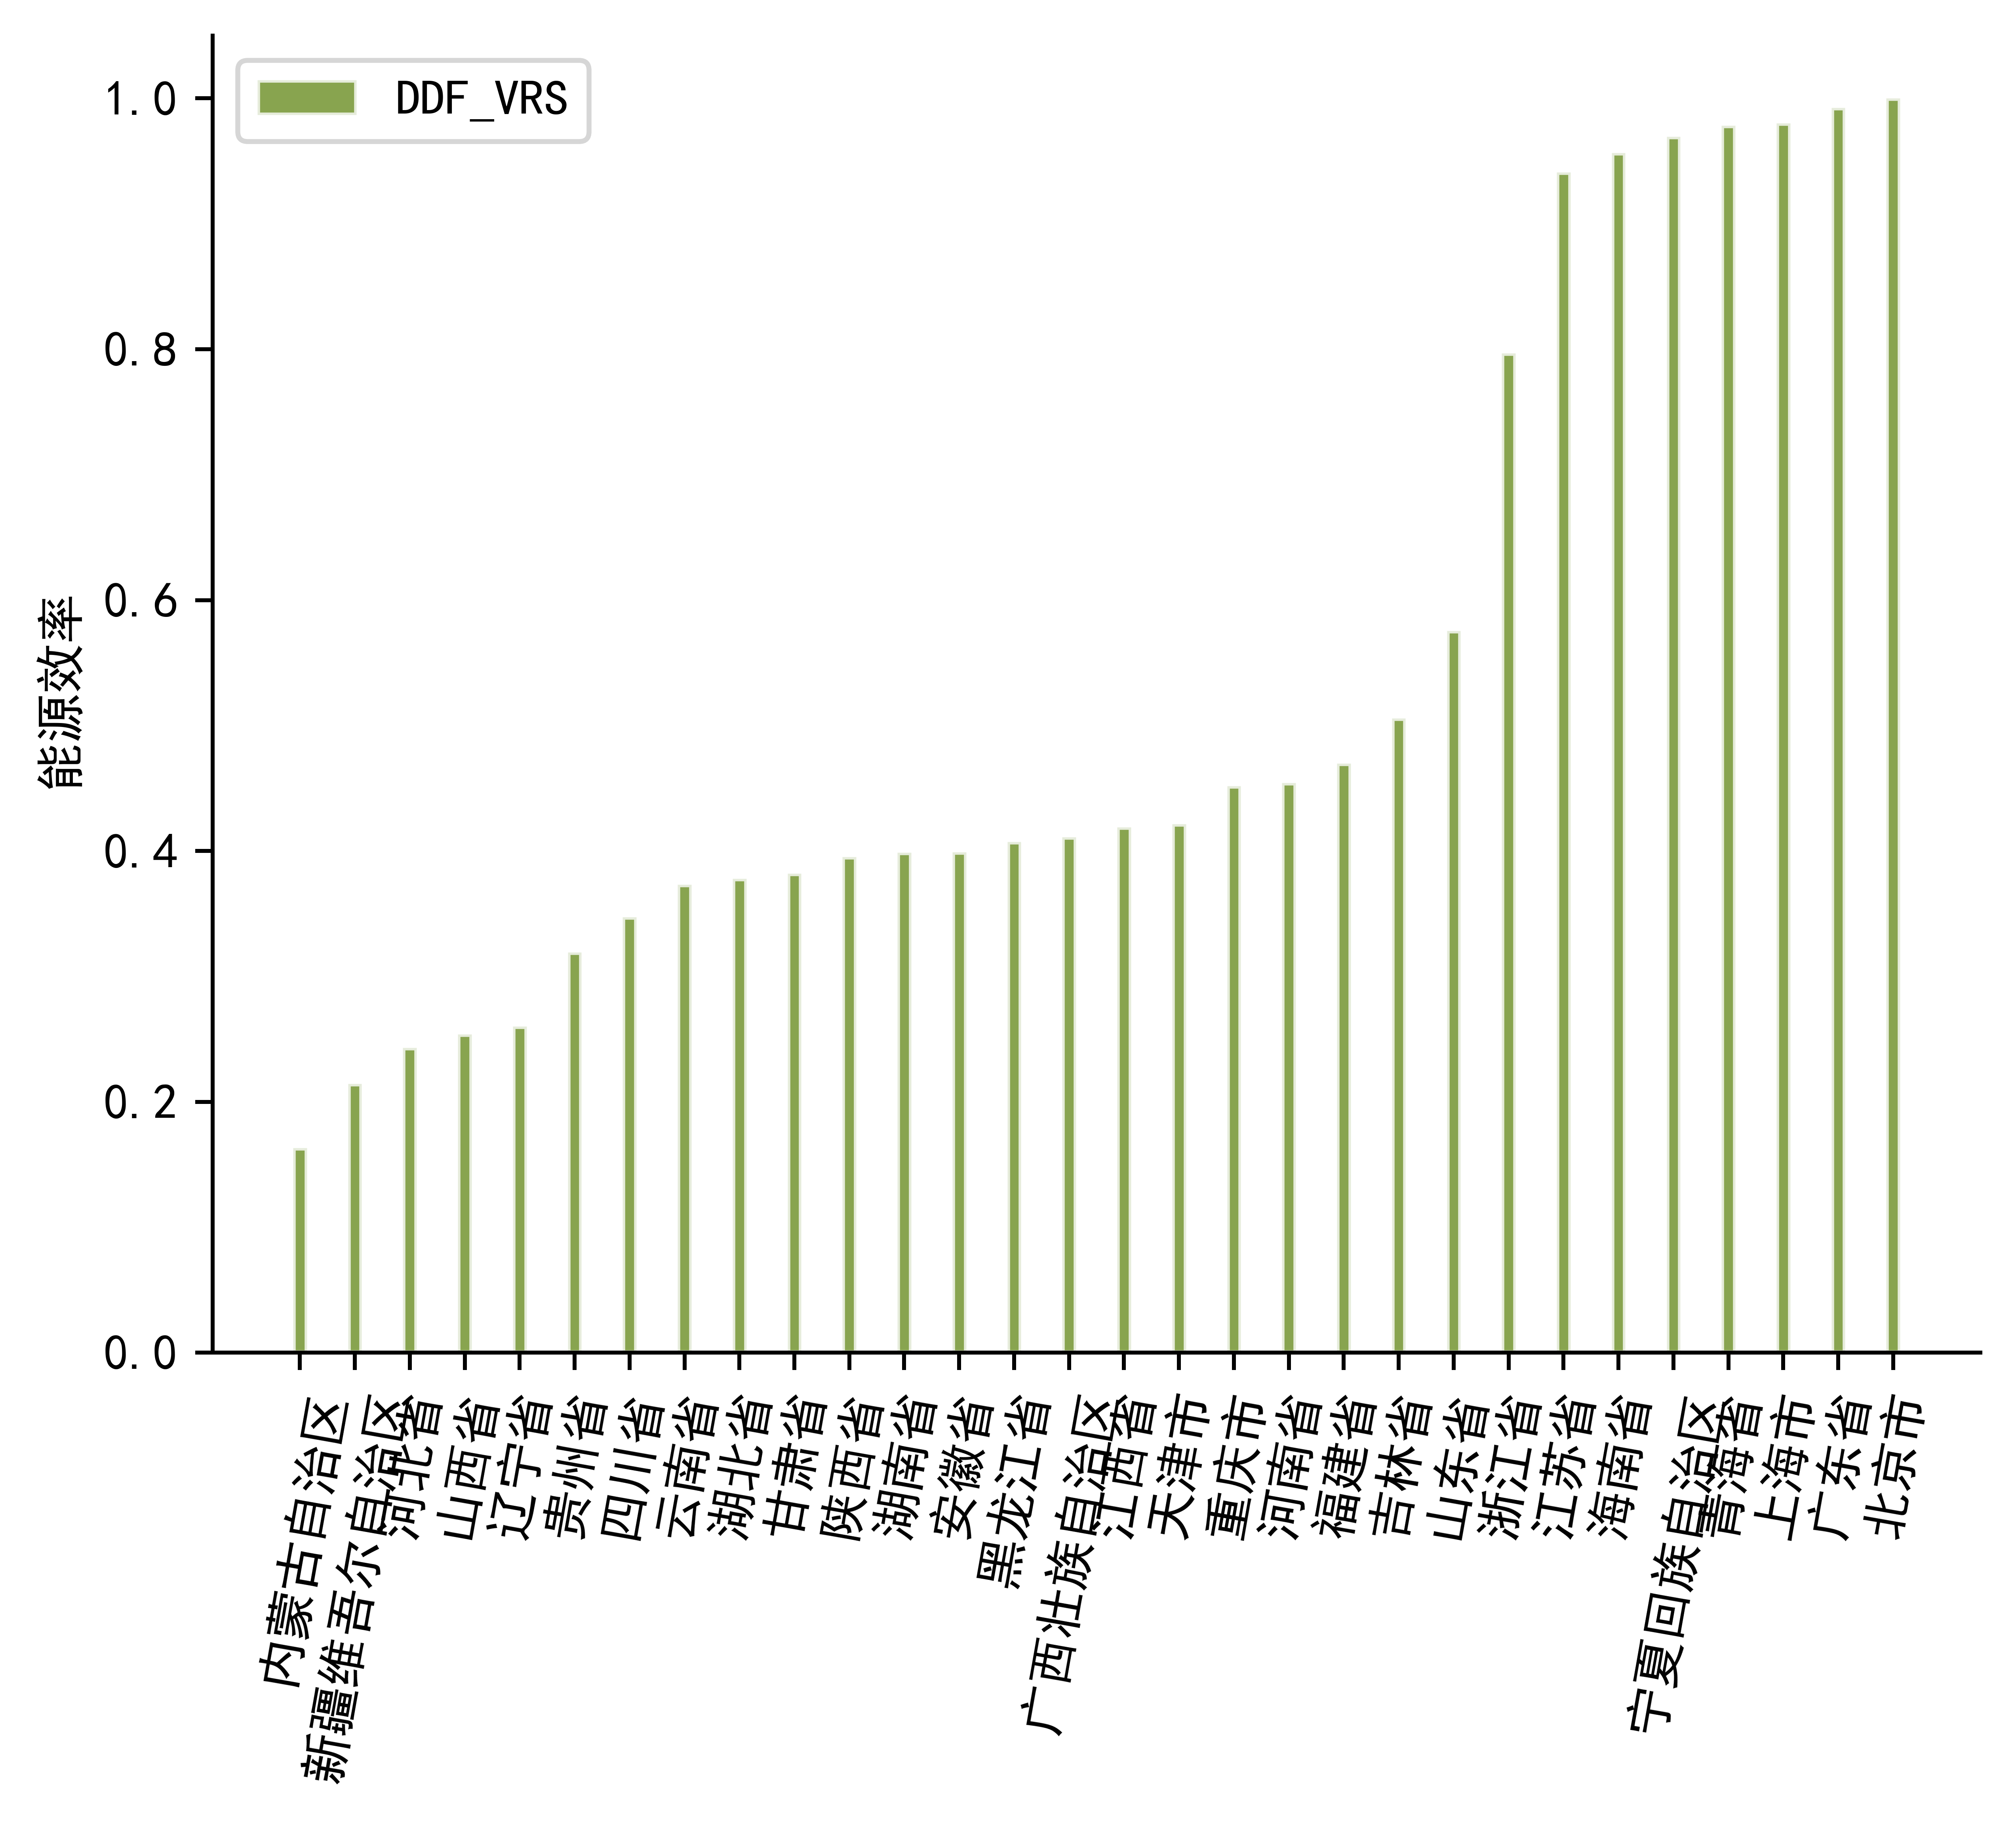 DDF_VRS
能源效率
1.0
0.8
0.6
0.4
0.2
0.0
内蒙古自治区
新疆维吾尔自治区
河北省
山西省
辽宁省
贵州省
四川省
云南省
湖北省
甘肃省
陕西省
湖南省
安徽省
黑龙江省
广西壮族自治区
江西省
天津市
重庆市
河南省
福建省
吉林省
山东省
浙江省
江苏省
海南省
宁夏回族自治区
青海省
上海市
广东省
北京市